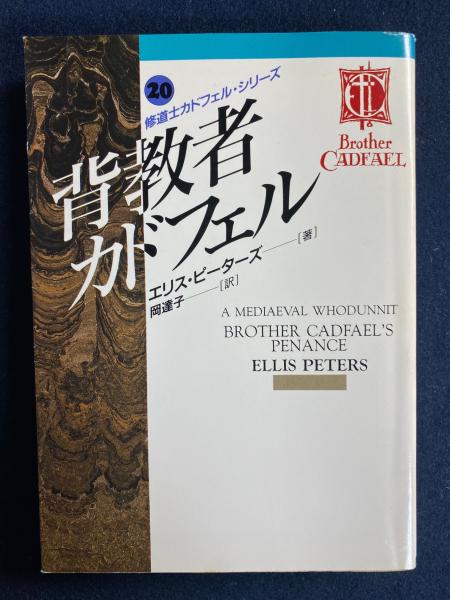 20
修道士カドフェル・シリーズ
背教者
カドフェル
エリス・ピーターズ――[著]
岡達子――[訳]
Brother
CADFAEL
A MEDIAEVAL WHODUNNIT
BROTHER CADFAEL'S
PENANCE
ELLIS PETERS